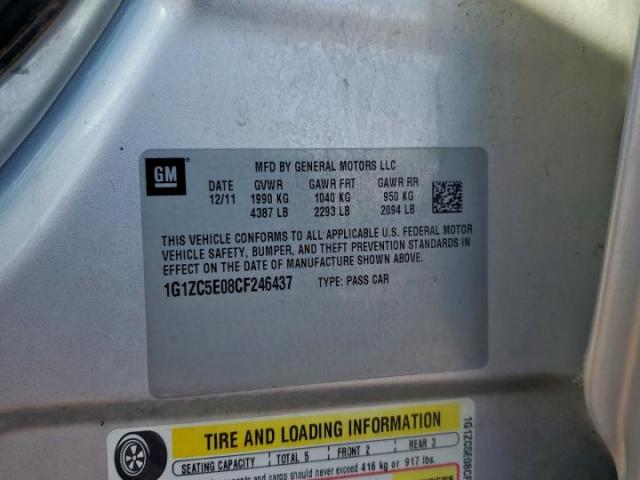 GM
MFD BY GENERAL MOTORS LLC
12/11 GVWR GAWR FRT GAWR RR
1990 KG 1040 KG 950 KG
4387 LB 2293 LB 2094 LB
THIS VEHICLE CONFORMS TO ALL APPLICABLE U.S. FEDERAL MOTOR
VEHICLE SAFETY, BUMPER, AND THEFT PREVENTION STANDARDS IN
EFFECT ON THE DATE OF MANUFACTURE SHOWN ABOVE.
1G1ZC5E08CF246437 TYPE: PASS CAR
TIRE AND LOADING INFORMATION
SEATING CAPACITY TOTAL 5 FRONT 2 REAR 3
and cargo should never exceed 416 kg or 917 lbs.
1G1ZC5E08CF